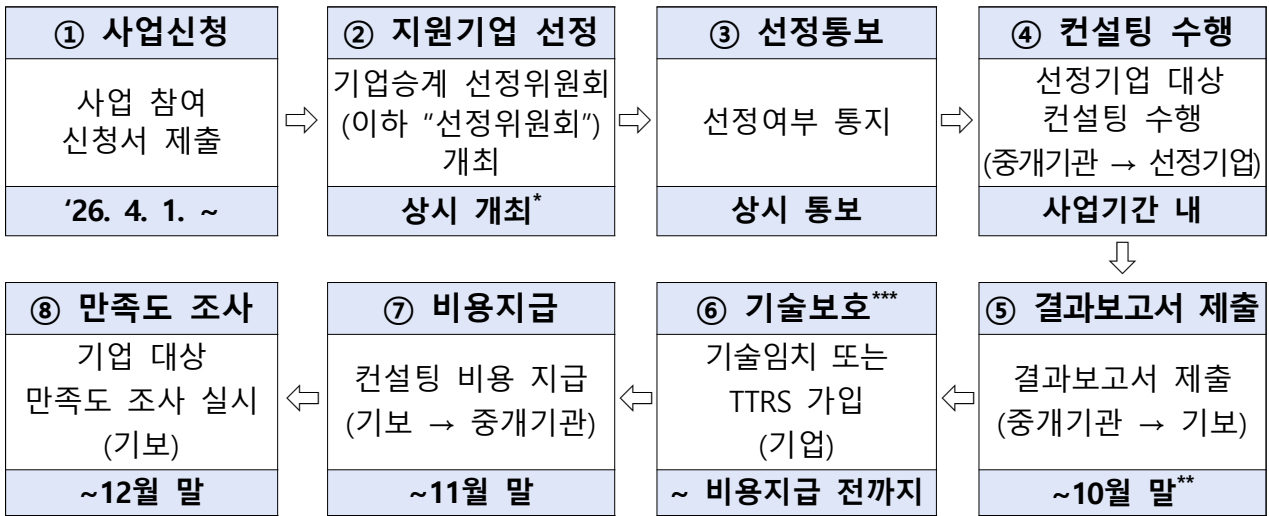 ① 사업신청
사업 참여
신청서 제출
‘26. 4. 1. ~
② 지원기업 선정
기업승계 선정위원회
(이하 “선정위원회”)
개최
상시 개최*
③ 선정통보
선정여부 통지
상시 통보
④ 컨설팅 수행
선정기업 대상
컨설팅 수행
(중개기관 → 선정기업)
사업기간 내
⑤ 결과보고서 제출
결과보고서 제출
(중개기관 → 기보)
~10월 말**
⑥ 기술보호***
기술임치 또는
TTRS 가입
(기업)
~ 비용지급 전까지
⑦ 비용지급
컨설팅 비용 지급
(기보 → 중개기관)
~11월 말
⑧ 만족도 조사
기업 대상
만족도 조사 실시
(기보)
~12월 말